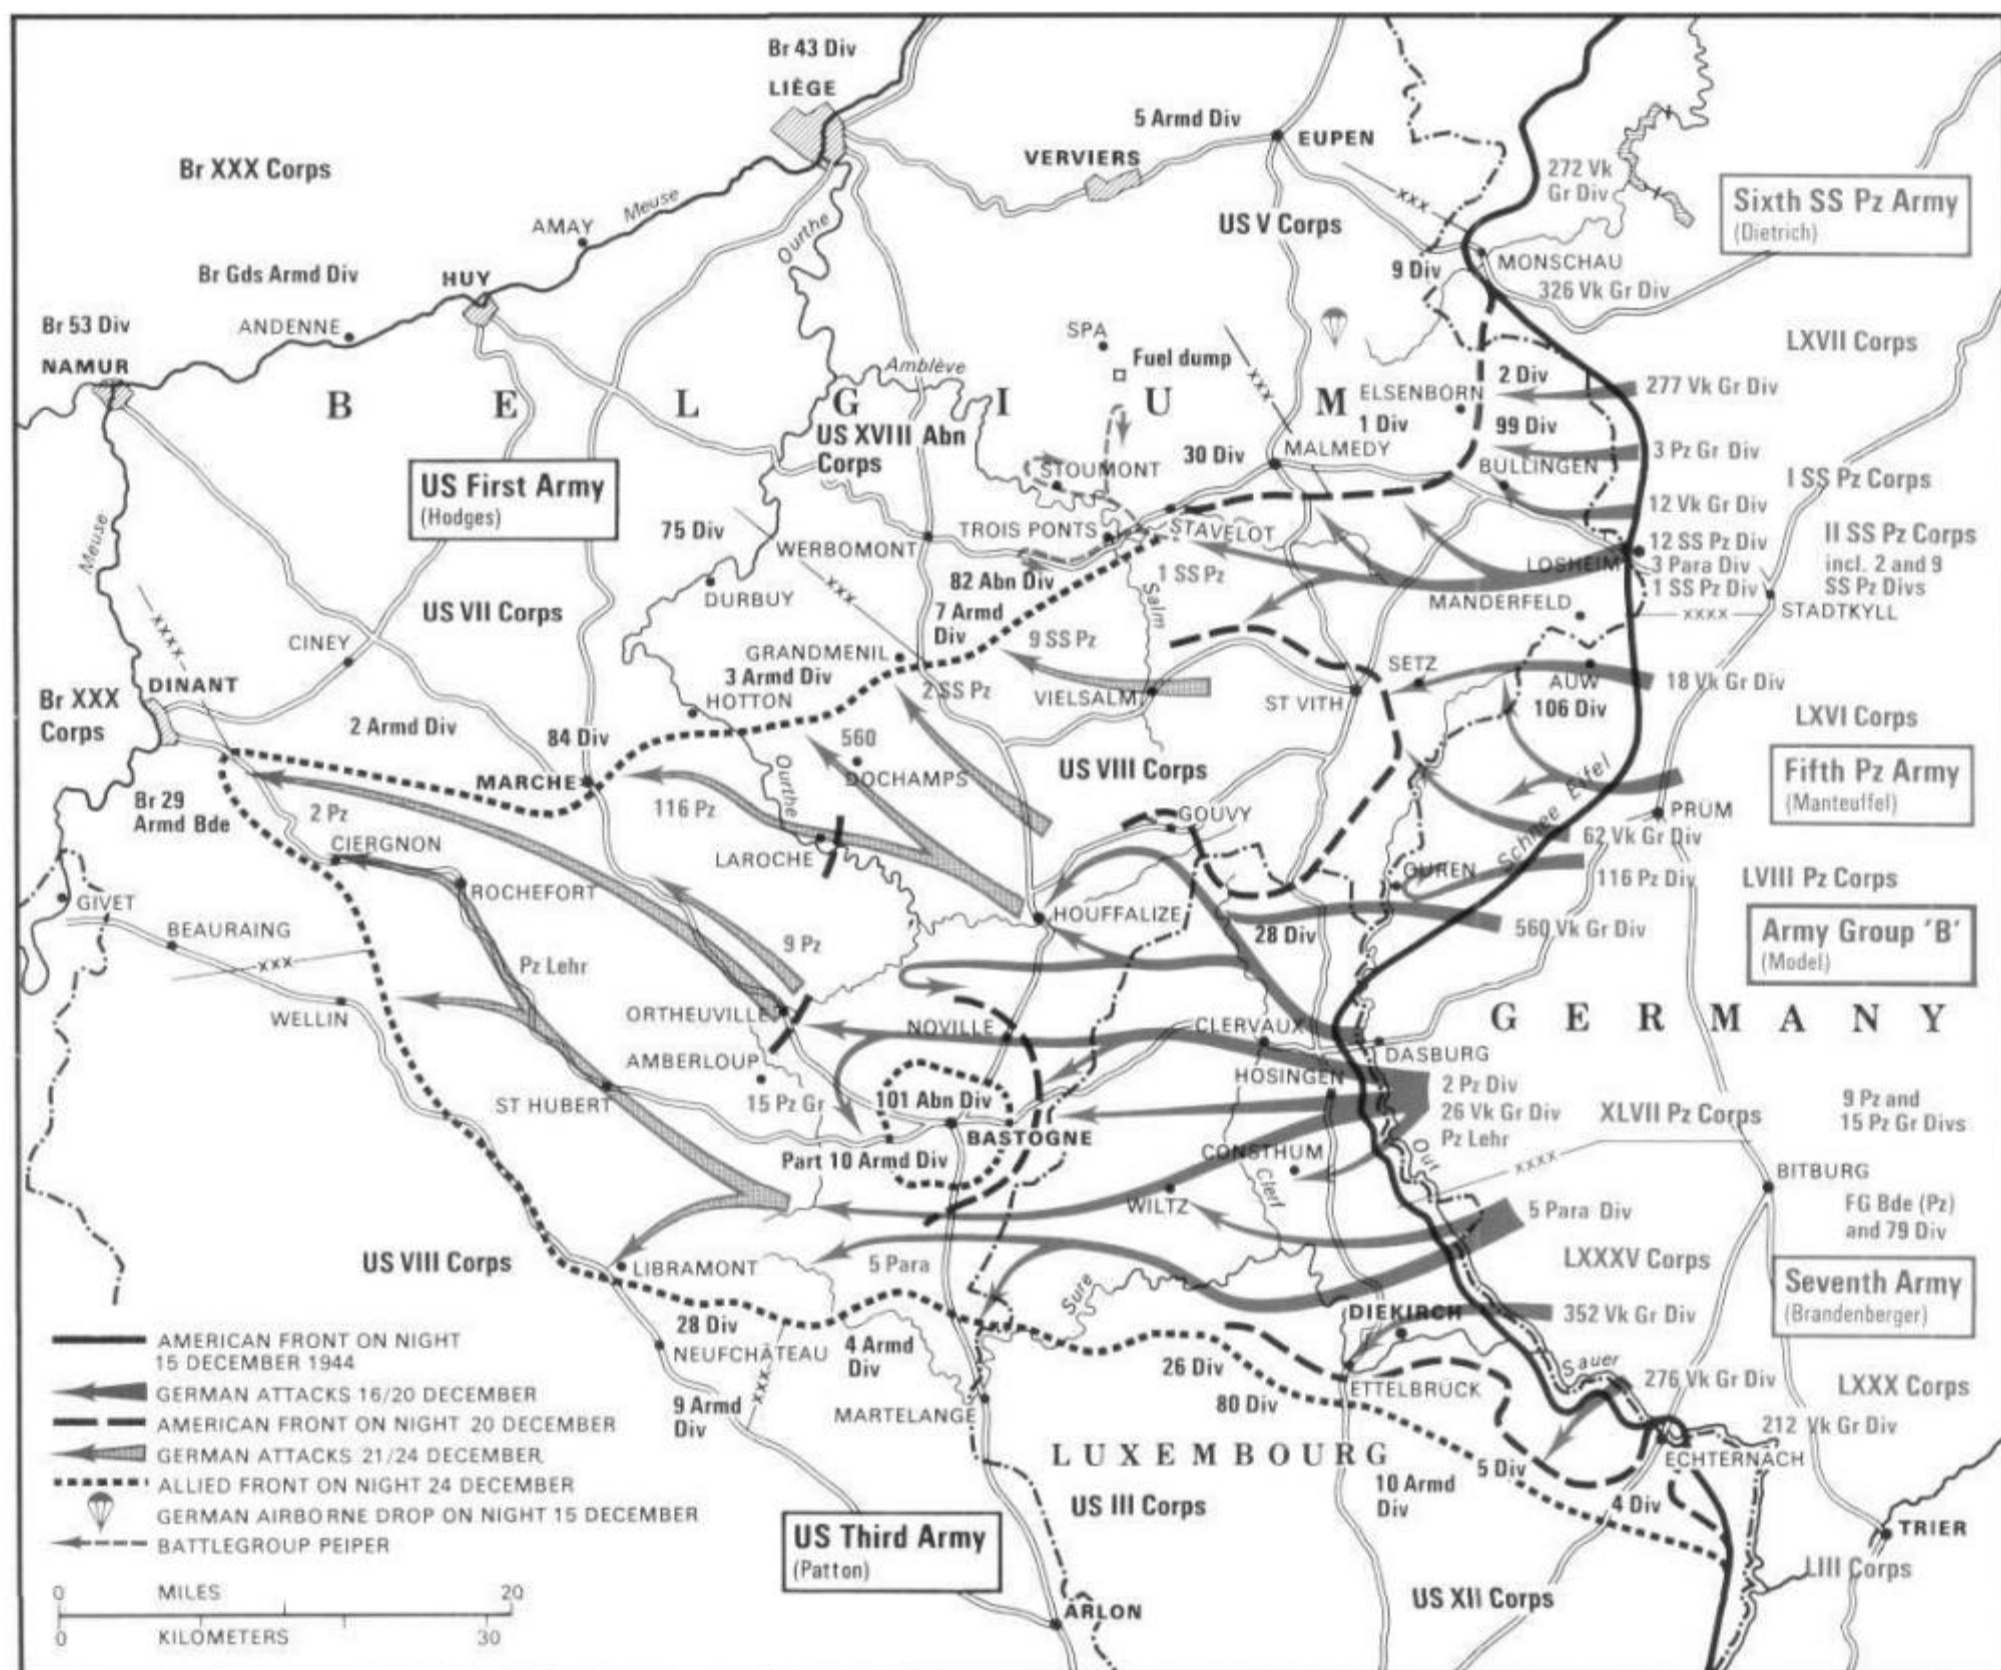 Br 43 Div
LIÉGE
5 Armd Div
EUPEN
VERVIERS
Br XXX Corps
272 Vk
Gr Div
Sixth SS Pz Army
(Dietrich)
Meuse
AMAY
Ourthe
US V Corps
xxx
MONSCHAU
9 Div
326 Vk Gr Div
Br Gds Armd Div
HUY
Br 53 Div
ANDENNE
NAMUR
SPA
Fuel dump
LXVII Corps
Amblève
xxx
2 Div
277 Vk Gr Div
BELGIUM
ELSENBORN
1 Div
99 Div
US XVIII Abn
Corps
30 Div
MALMEDY
3 Pz Gr Div
STOUMONT
BULLINGEN
I SS Pz Corps
US First Army
(Hodges)
12 Vk Gr Div
75 Div
TROIS PONTS
STAVELOT
WERBOMONT
12 SS Pz Div
II SS Pz Corps
incl. 2 and 9
SS Pz Divs
LOSHEIM
3 Para Div
1 SS Pz Div
Meuse
82 Abn Div
1 SS Pz
xxx
DURBUY
US VII Corps
7 Armd
Div
Salm
MANDERFELD
xxxx
STADTKYLL
xxxx
CINEY
9 SS Pz
GRANDMENIL
3 Armd Div
2 SS Pz
SETZ
AUW
18 Vk Gr Div
Br XXX
Corps
DINANT
HOTTON
VIELSALM
ST VITH
106 Div
LXVI Corps
2 Armd Div
84 Div
560
DOCHAMPS
US VIII Corps
Fifth Pz Army
(Manteuffel)
MARCHE
Ourthe
Schnee Eifel
Br 29
Armd Bde
2 Pz
116 Pz
GOUVY
PRÜM
62 Vk Gr Div
CIERGNON
LAROCHE
OUREN
116 Pz Div
LVIII Pz Corps
ROCHEFORT
GIVET
HOUFFALIZE
BEAURAING
28 Div
560 Vk Gr Div
Army Group 'B'
(Model)
9 Pz
xxx
Pz Lehr
WELLIN
ORTHEUVILLE
NOVILLE
CLERVAUX
GERMANY
DASBURG
AMBERLOUP
HOSINGEN
2 Pz Div
26 Vk Gr Div
Pz Lehr
ST HUBERT
15 Pz Gr
101 Abn Div
XLVII Pz Corps
9 Pz and
15 Pz Gr Divs
BASTOGNE
Part 10 Armd Div
CONSTHUM
Our
xxxx
BITBURG
Clerf
WILTZ
5 Para Div
FG Bde (Pz)
and 79 Div
US VIII Corps
LIBRAMONT
5 Para
LXXXV Corps
Seventh Army
(Brandenberger)
Sure
DIEKIRCH
352 Vk Gr Div
28 Div
NEUFCHÂTEAU
4 Armd
Div
26 Div
Sauer
276 Vk Gr Div
LXXX Corps
ETTELBRÜCK
9 Armd
Div
xxx
80 Div
MARTELANGE
212 Vk Gr Div
LUXEMBOURG
5 Div
ECHTERNACH
10 Armd
Div
US III Corps
4 Div
US Third Army
(Patton)
TRIER
LIII Corps
US XII Corps
ARLON
AMERICAN FRONT ON NIGHT
15 DECEMBER 1944
GERMAN ATTACKS 16/20 DECEMBER
AMERICAN FRONT ON NIGHT 20 DECEMBER
GERMAN ATTACKS 21/24 DECEMBER
ALLIED FRONT ON NIGHT 24 DECEMBER
GERMAN AIRBORNE DROP ON NIGHT 15 DECEMBER
BATTLEGROUP PEIPER
0 MILES 20
0 KILOMETERS 30